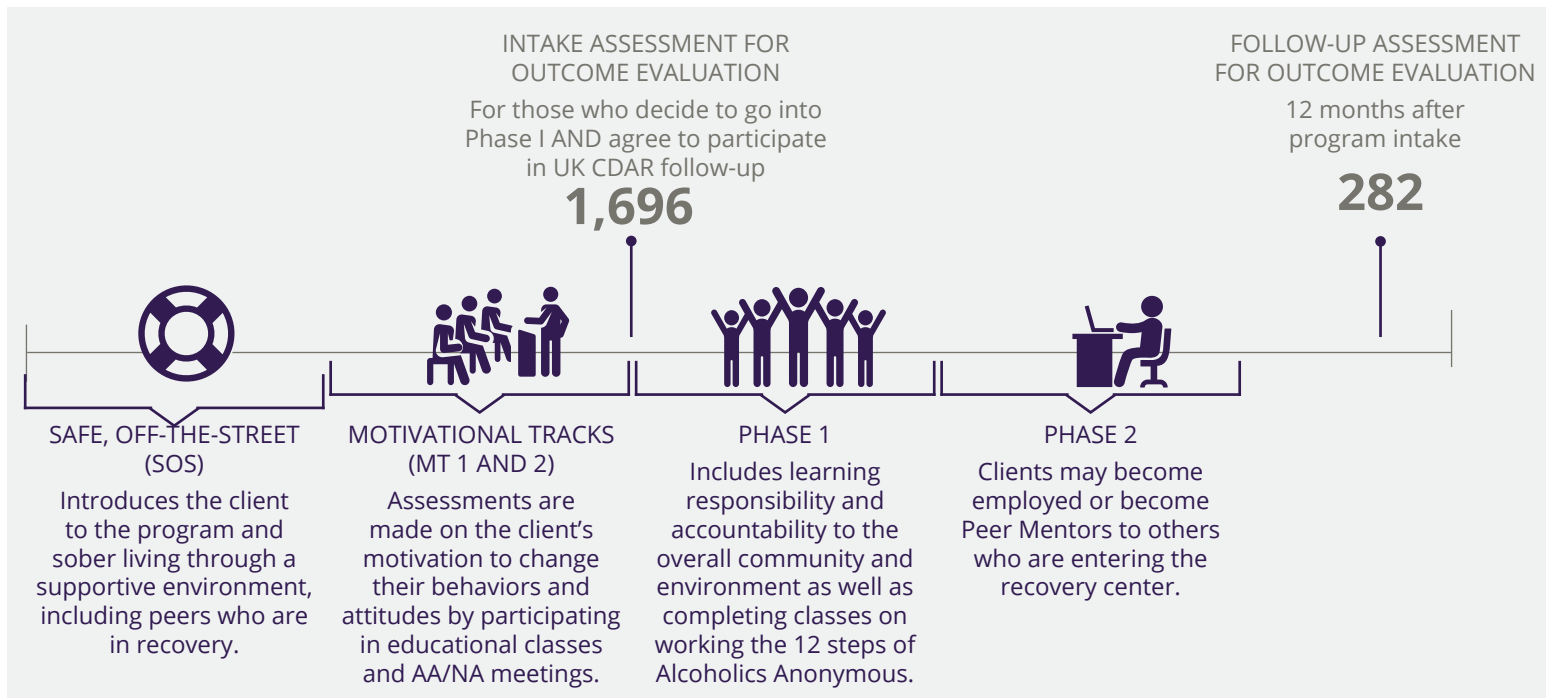 INTAKE ASSESSMENT FOR
OUTCOME EVALUATION
For those who decide to go into
Phase I AND agree to participate
in UK CDAR follow-up
1,696
FOLLOW-UP ASSESSMENT
FOR OUTCOME EVALUATION
12 months after
program intake
282
SAFE, OFF-THE-STREET
(SOS)
Introduces the client
to the program and
sober living through a
supportive environment,
including peers who are
in recovery.
MOTIVATIONAL TRACKS
(MT 1 AND 2)
Assessments are
made on the client’s
motivation to change
their behaviors and
attitudes by participating
in educational classes
and AA/NA meetings.
PHASE 1
Includes learning
responsibility and
accountability to the
overall community and
environment as well as
completing classes on
working the 12 steps of
Alcoholics Anonymous.
PHASE 2
Clients may become
employed or become
Peer Mentors to others
who are entering the
recovery center.